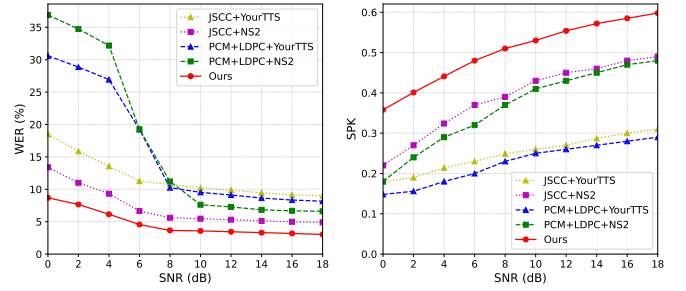 WER (%)
35
30
25
20
15
10
5
0
0 2 4 6 8 10 12 14 16 18
SNR (dB)
JSCC+YourTTS
JSCC+NS2
PCM+LDPC+YourTTS
PCM+LDPC+NS2
Ours
SPK
0.6
0.5
0.4
0.3
0.2
0.1
0.0
0 2 4 6 8 10 12 14 16 18
SNR (dB)
JSCC+YourTTS
JSCC+NS2
PCM+LDPC+YourTTS
PCM+LDPC+NS2
Ours